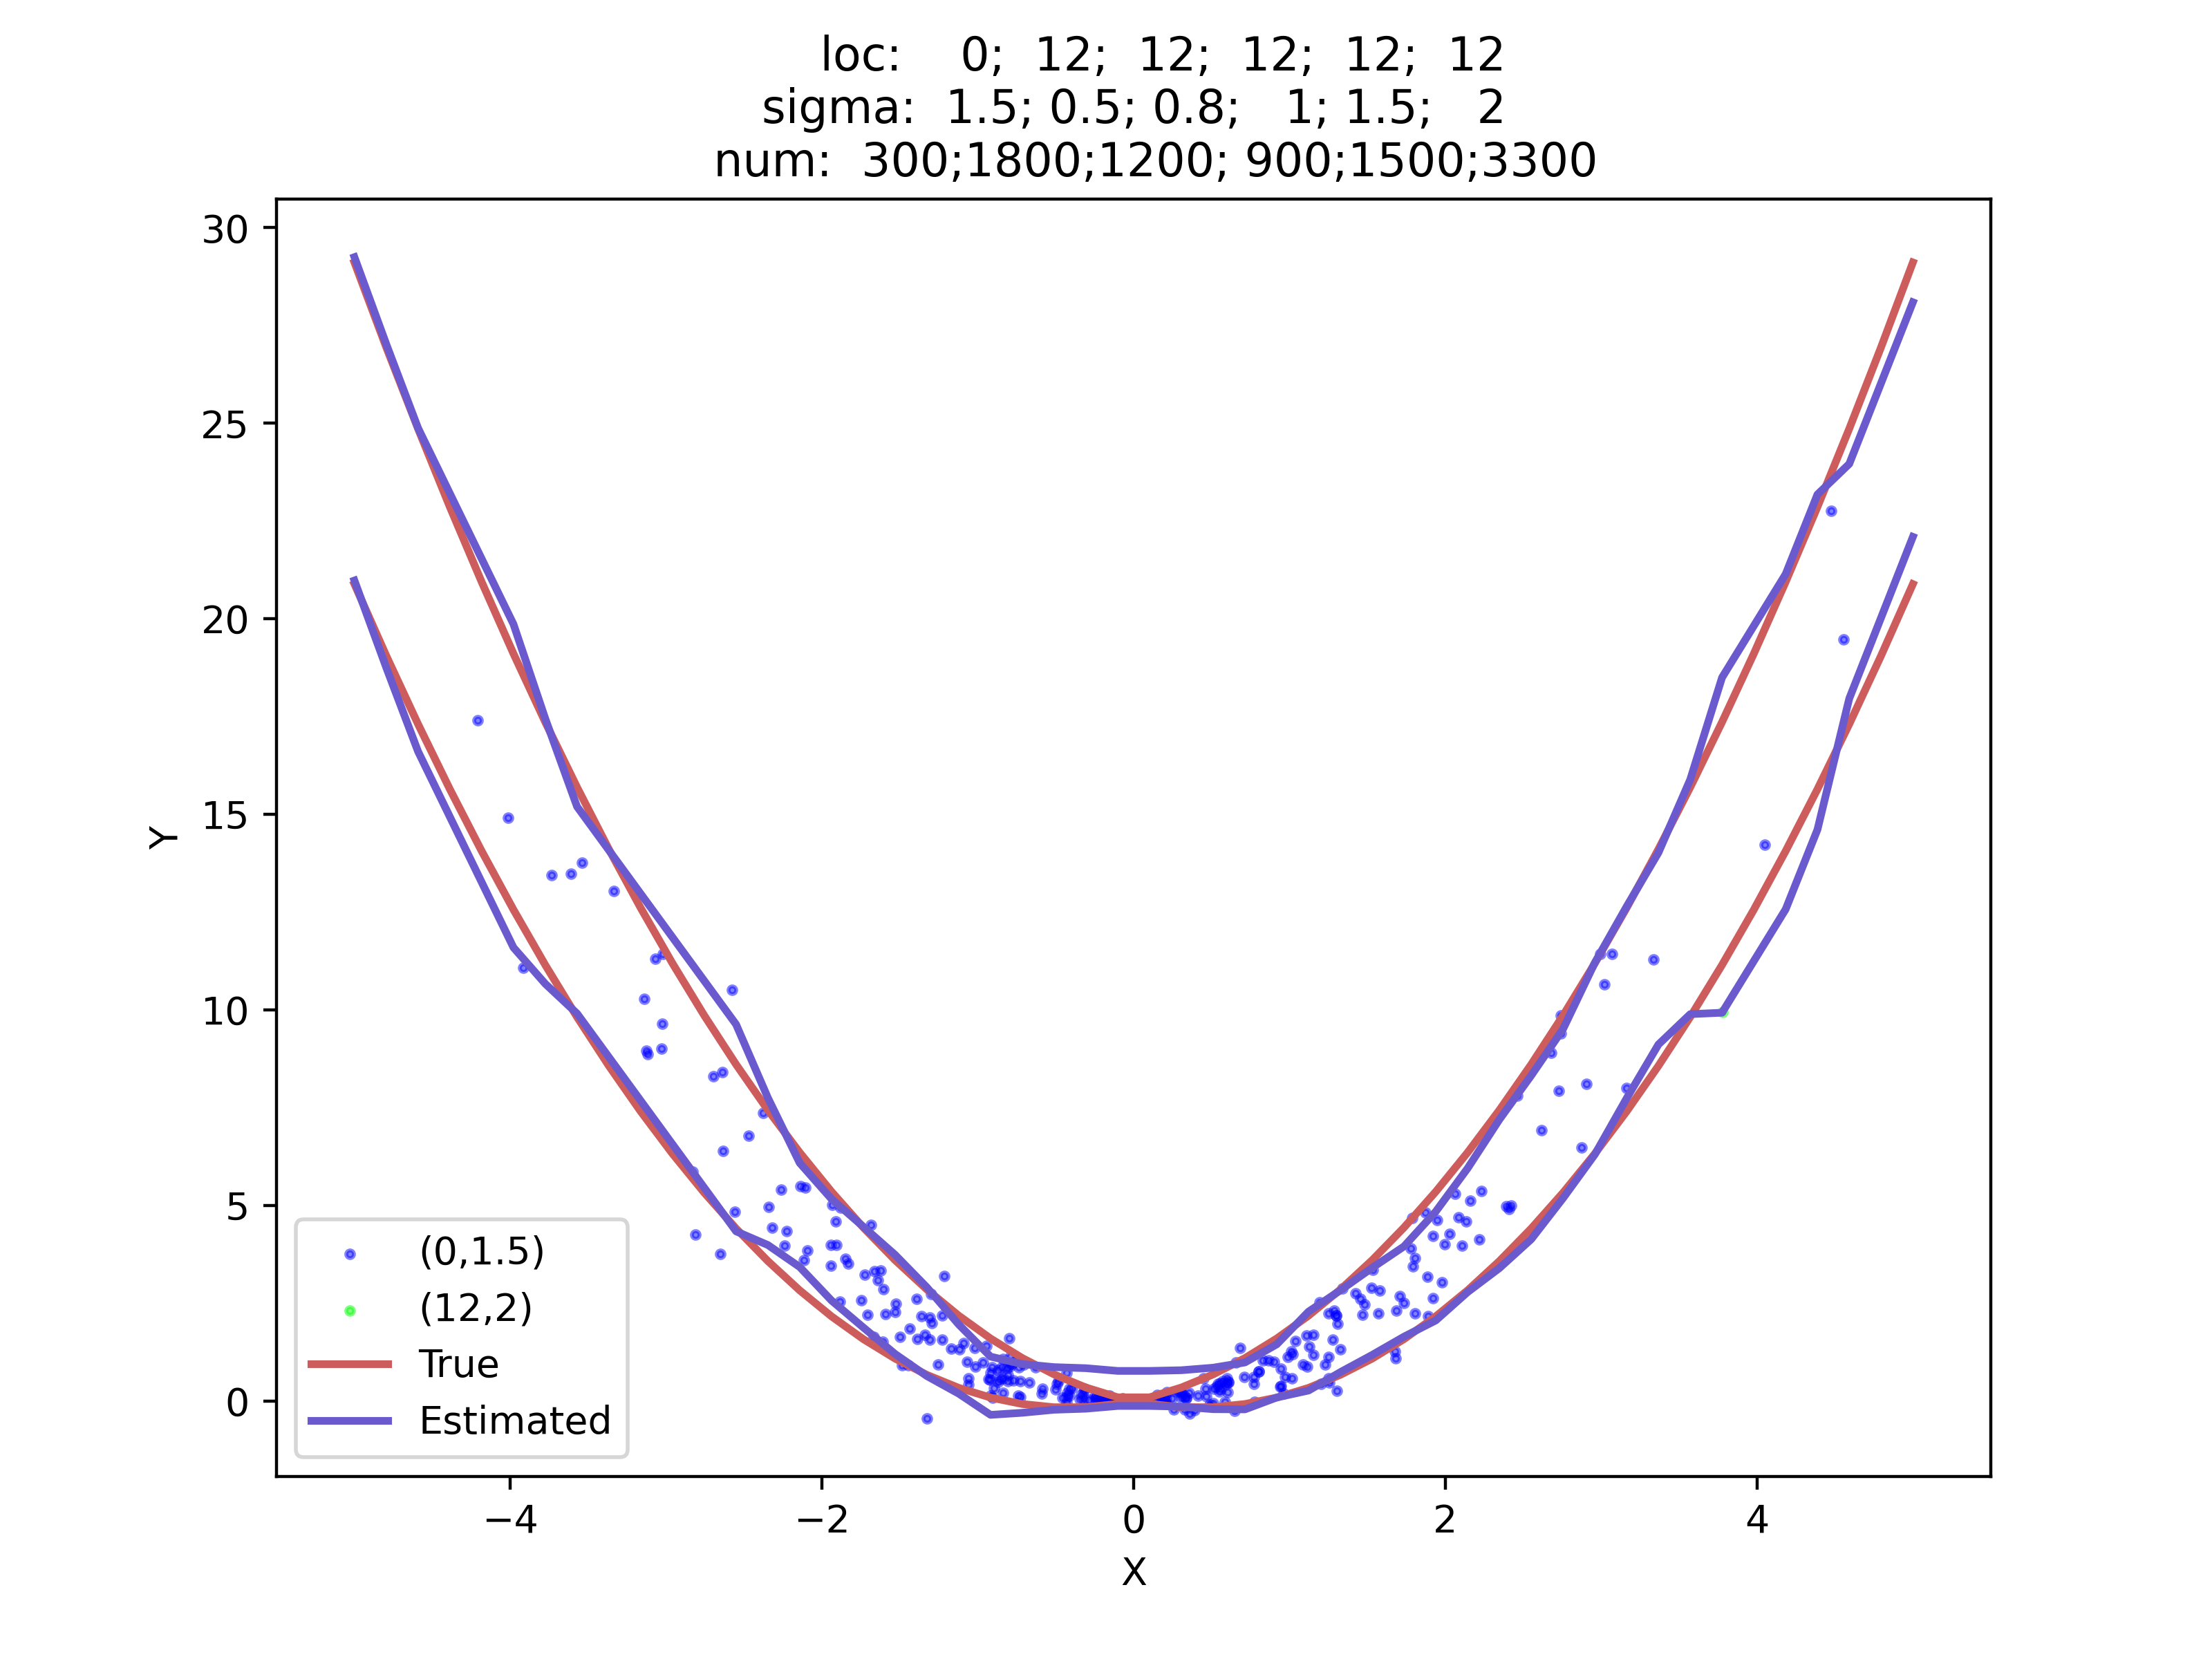 loc: 0; 12; 12; 12; 12; 12
sigma: 1.5; 0.5; 0.8; 1; 1.5; 2
num: 300;1800;1200; 900;1500;3300
30
25
20
15
10
5
0
Y
(0,1.5)
(12,2)
True
Estimated
−4
−2
0
2
4
X